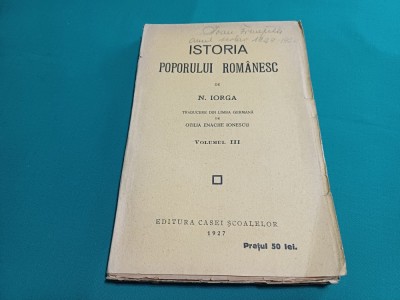 ISTORIA
POPORULUI ROMÂNESC
DE
N. IORGA
TRADUCERE DIN LIMBA GERMANĂ
DE
OTILIA ENACHE IONESCU
VOLUMUL III
EDITURA CASEI ȘCOALELOR
1927
Prețul 50 lei.